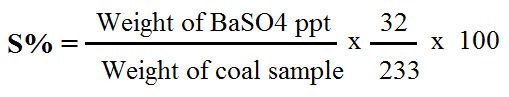 Weight of BaSO4 ppt 32
S% = x x 100
Weight of coal sample 233